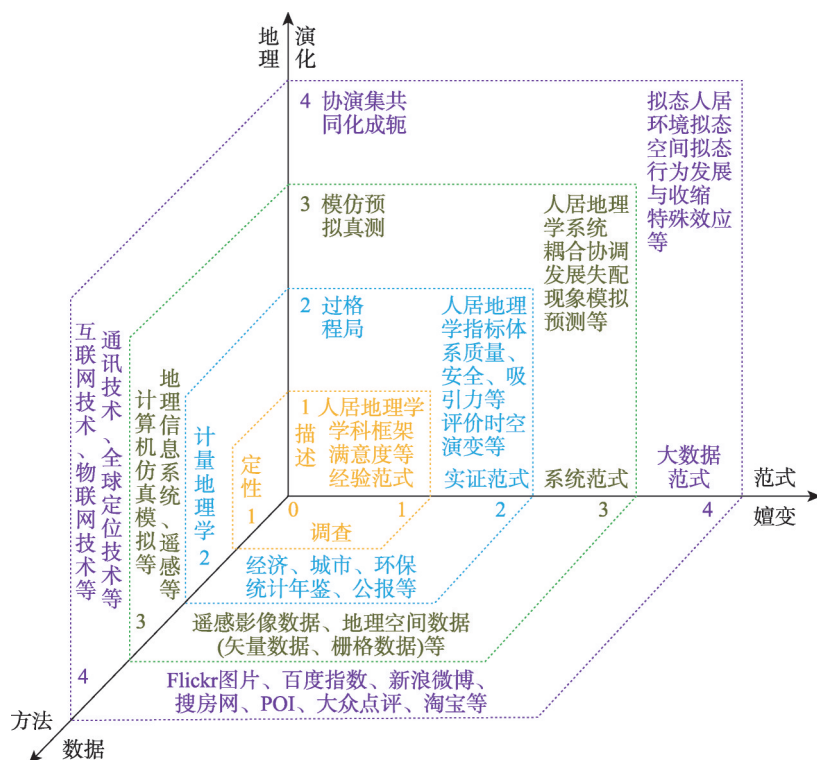 地理 演化
4 协演集共
同化成轭
拟态人居
环境拟态
空间拟态
行为发展
与收缩
特殊效应
等
3 模仿预
拟真测
人居地理
学系统
耦合协调
发展失配
现象模拟
预测等
2 过格
程局
人居地理
学指标体
系质量、
安全、吸
引力等
评价时空
演变等
1 人居地理学
描述
学科框架
满意度等
经验范式
实证范式
系统范式
大数据
范式
范式
嬗变
0
1
2
3
4
互联网技术、物联网技术等
通讯技术、全球定位技术等
4
计算机仿真模拟等
地理信息系统、遥感等
3
计量地理学
2
定性
1
调查
经济、城市、环保
统计年鉴、公报等
遥感影像数据、地理空间数据
(矢量数据、栅格数据)等
Flickr图片、百度指数、新浪微博、
搜房网、POI、大众点评、淘宝等
方法
数据